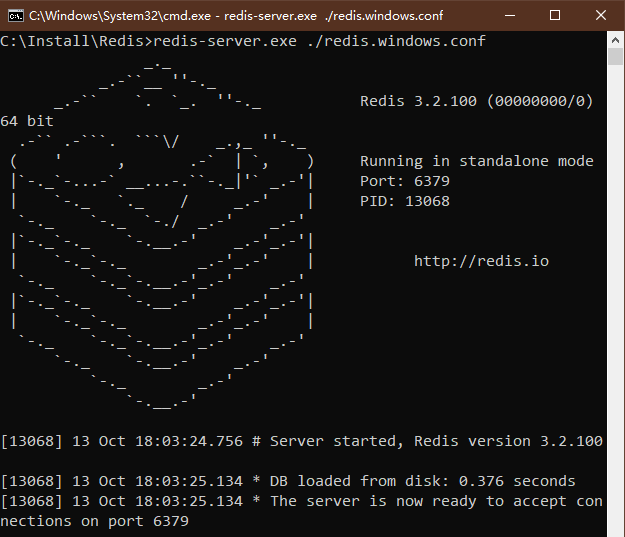 C:\Windows\System32\cmd.exe - redis-server.exe ./redis.windows.conf
C:\Install\Redis>redis-server.exe ./redis.windows.conf
Redis 3.2.100 (00000000/0)
64 bit
Running in standalone mode
Port: 6379
PID: 13068
http://redis.io
[13068] 13 Oct 18:03:24.756 # Server started, Redis version 3.2.100
[13068] 13 Oct 18:03:25.134 * DB loaded from disk: 0.376 seconds
[13068] 13 Oct 18:03:25.134 * The server is now ready to accept con
nections on port 6379